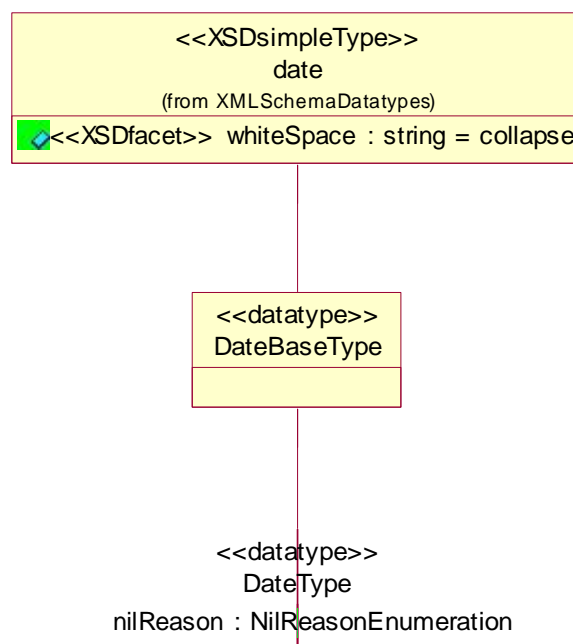 <<XSDsimpleType>>
date
(from XMLSchemaDatatypes)
<<XSDfacet>> whiteSpace : string = collapse
<<datatype>>
DateBaseType
<<datatype>>
DateType
nilReason : NilReasonEnumeration